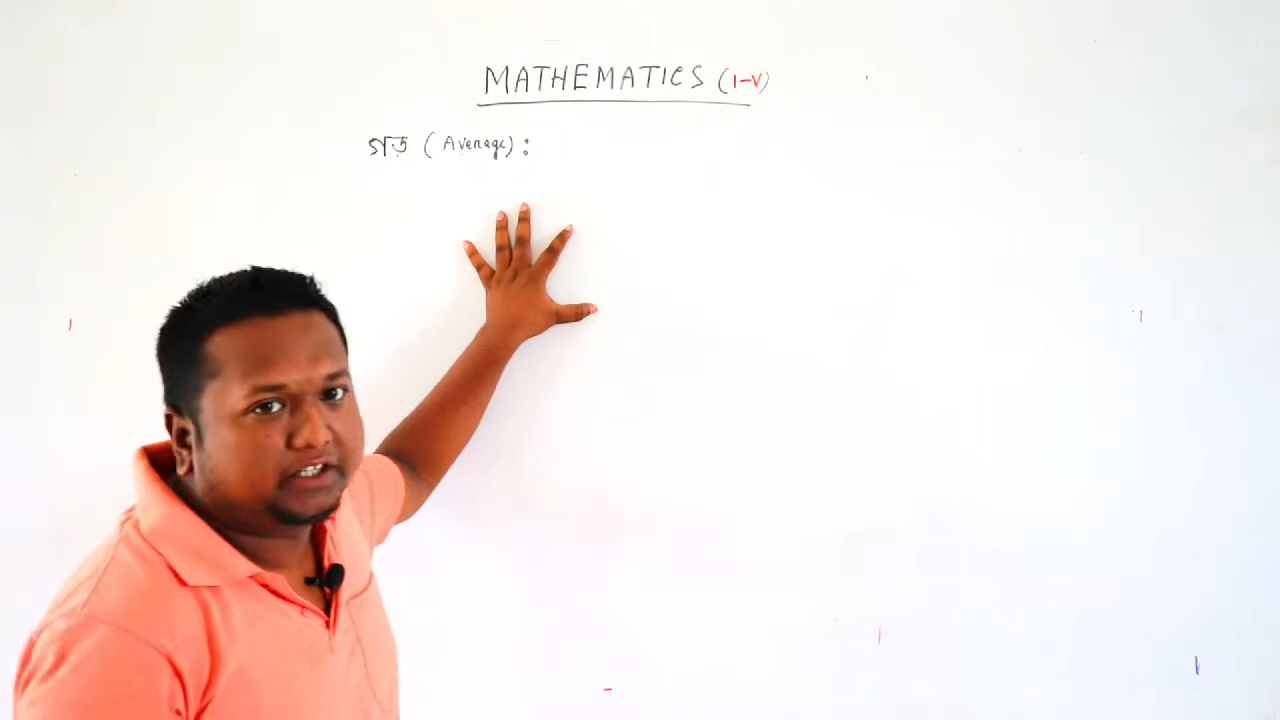 MATHEMATICS (I-V)
গড় (Average) :